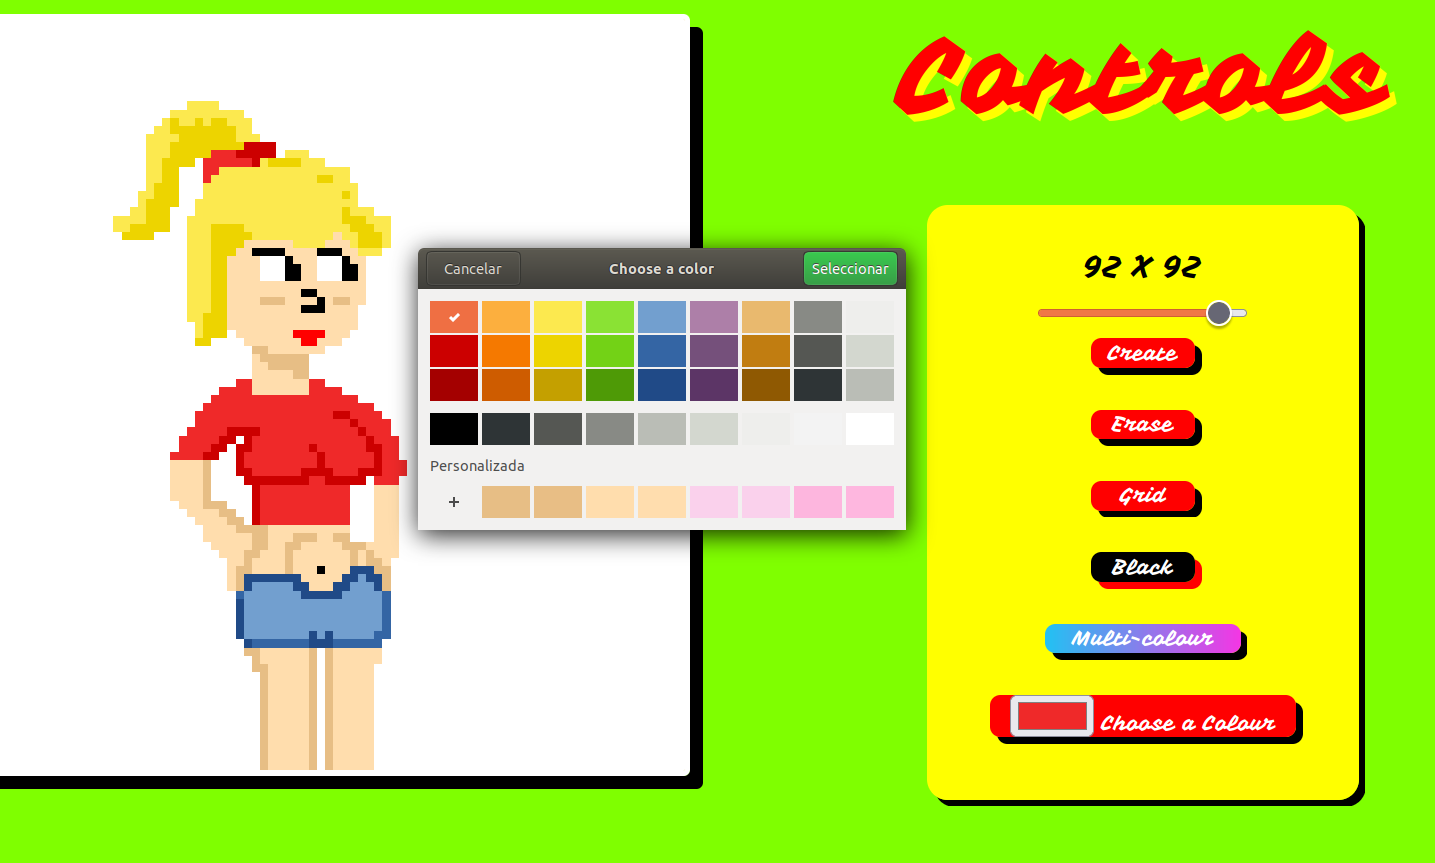 Controls
92 X 92
Cancelar
Choose a color
Seleccionar
Create
Erase
Personalizada
Grid
Black
Multi-colour
Choose a Colour